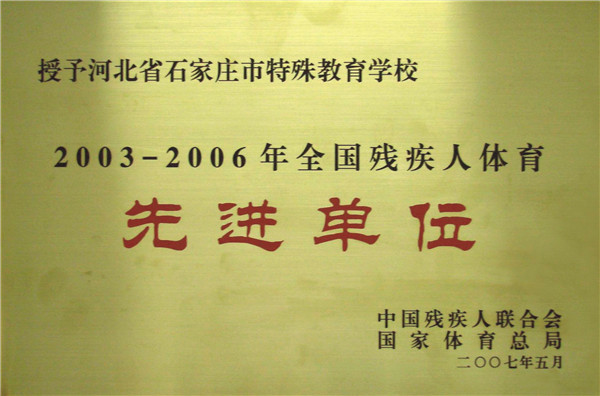 授予河北省石家庄市特殊教育学校
2003-2006年全国残疾人体育
先进单位
中国残疾人联合会
国家体育总局
二〇〇七年五月